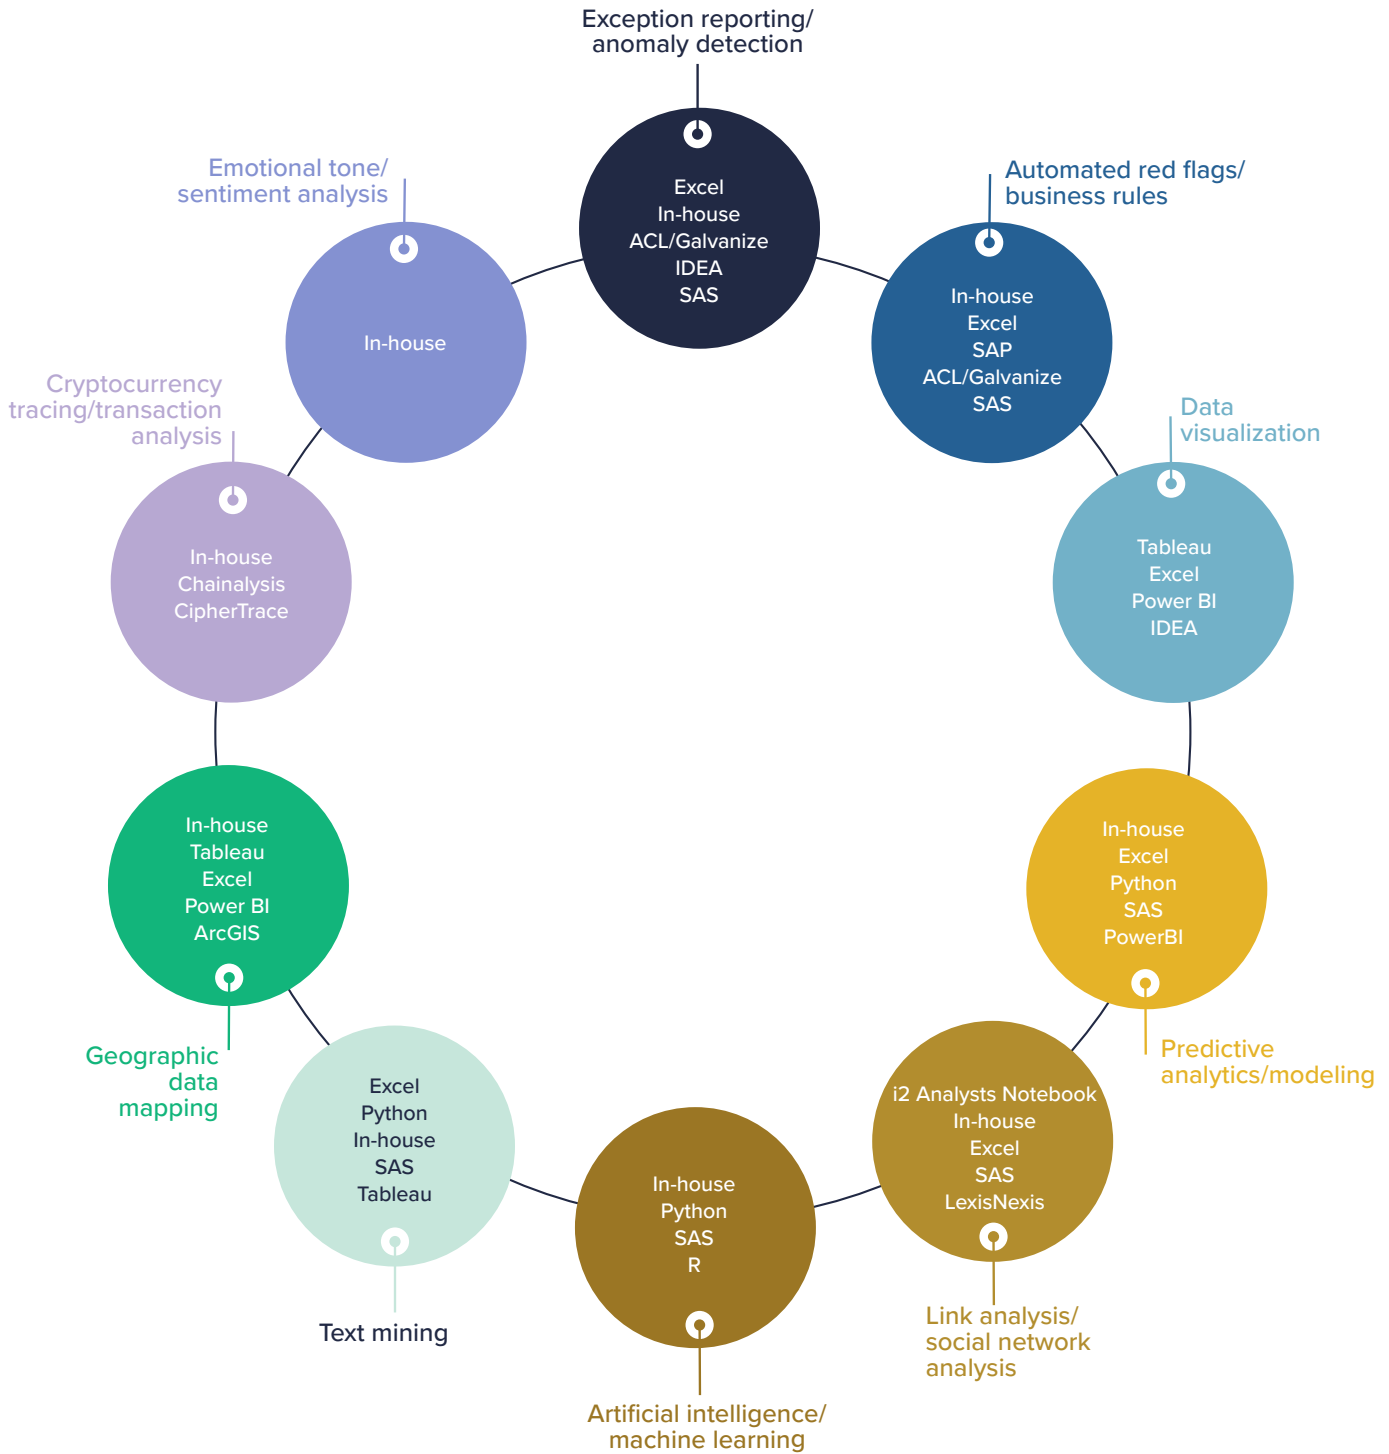 Exception reporting/
anomaly detection
Excel
In-house
ACL/Galvanize
IDEA
SAS
Automated red flags/
business rules
In-house
Excel
SAP
ACL/Galvanize
SAS
Data
visualization
Tableau
Excel
Power BI
IDEA
In-house
Excel
Python
SAS
PowerBI
Predictive
analytics/modeling
i2 Analysts Notebook
In-house
Excel
SAS
LexisNexis
Link analysis/
social network
analysis
In-house
Python
SAS
R
Artificial intelligence/
machine learning
Excel
Python
In-house
SAS
Tableau
Text mining
In-house
Tableau
Excel
Power BI
ArcGIS
Geographic
data
mapping
Cryptocurrency
tracing/transaction
analysis
In-house
Chainalysis
CipherTrace
Emotional tone/
sentiment analysis
In-house